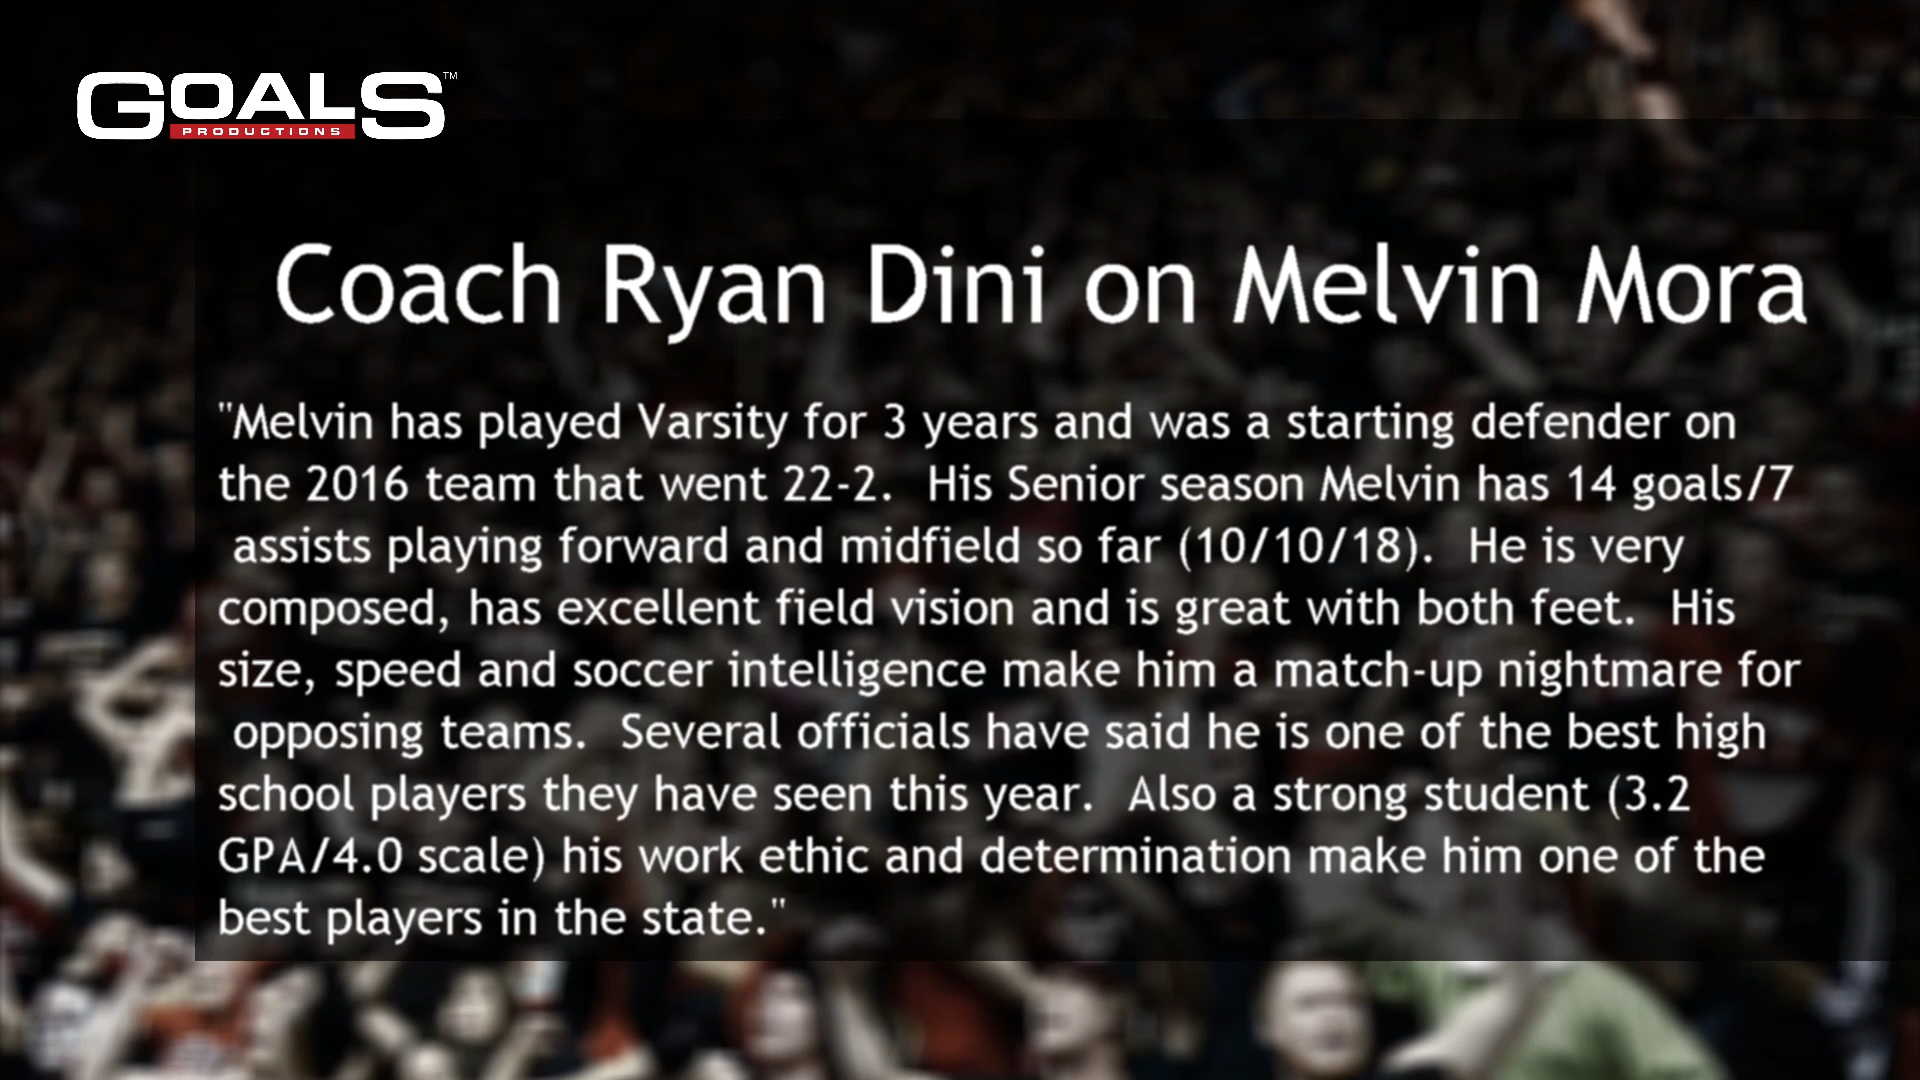 GOALS™
PRODUCTIONS
Coach Ryan Dini on Melvin Mora
"Melvin has played Varsity for 3 years and was a starting defender on
the 2016 team that went 22-2.  His Senior season Melvin has 14 goals/7
assists playing forward and midfield so far (10/10/18).  He is very
composed, has excellent field vision and is great with both feet.  His
size, speed and soccer intelligence make him a match-up nightmare for
opposing teams.  Several officials have said he is one of the best high
school players they have seen this year.  Also a strong student (3.2
GPA/4.0 scale) his work ethic and determination make him one of the
best players in the state."